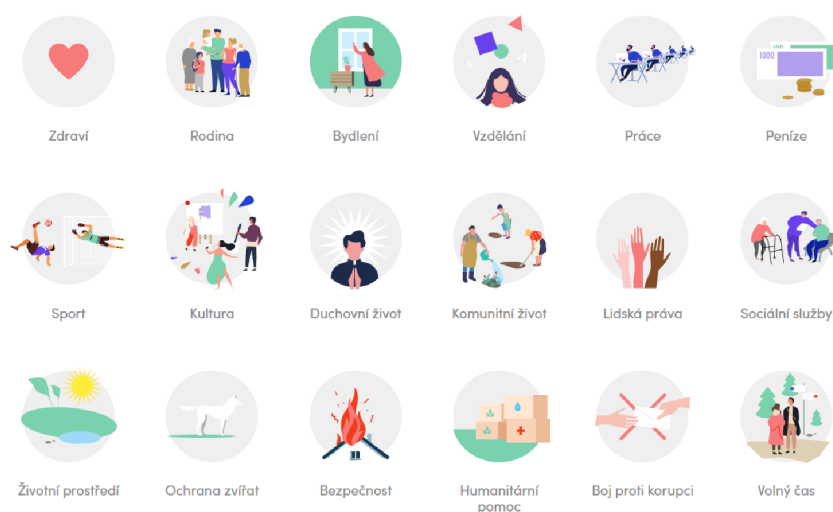 1000
Zdraví
Rodina
Bydlení
Vzdělání
Práce
Peníze
Sport
Kultura
Duchovní život
Komunitní život
Lidská práva
Sociální služby
Životní prostředí
Ochrana zvířat
Bezpečnost
Humanitární
pomoc
Boj proti korupci
Volný čas